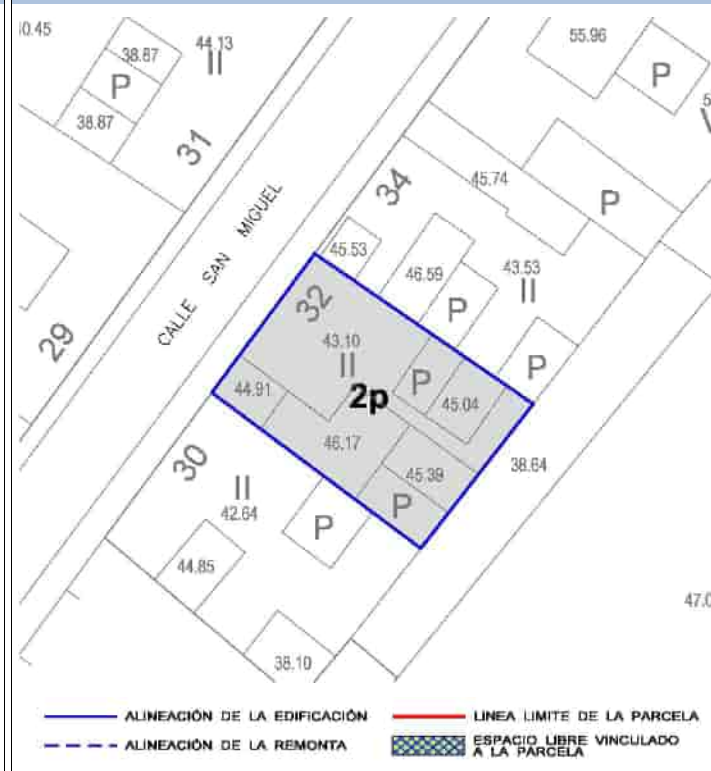 0.45
44.13
II
38.87
P
38.87
31
55.96
P
5
34
45.74
P
CALLE SAN MIGUEL
45.53
46.59
43.53
II
P
32
43.10
II
2p
P
P
29
44.91
45.04
46.17
45.39
38.64
30
II
42.64
P
P
44.85
47.0
38.10
ALINEACIÓN DE LA EDIFICACIÓN
LINEA LIMITE DE LA PARCELA
ALINEACIÓN DE LA REMONTA
ESPACIO LIBRE VINCULADO
A LA PARCELA